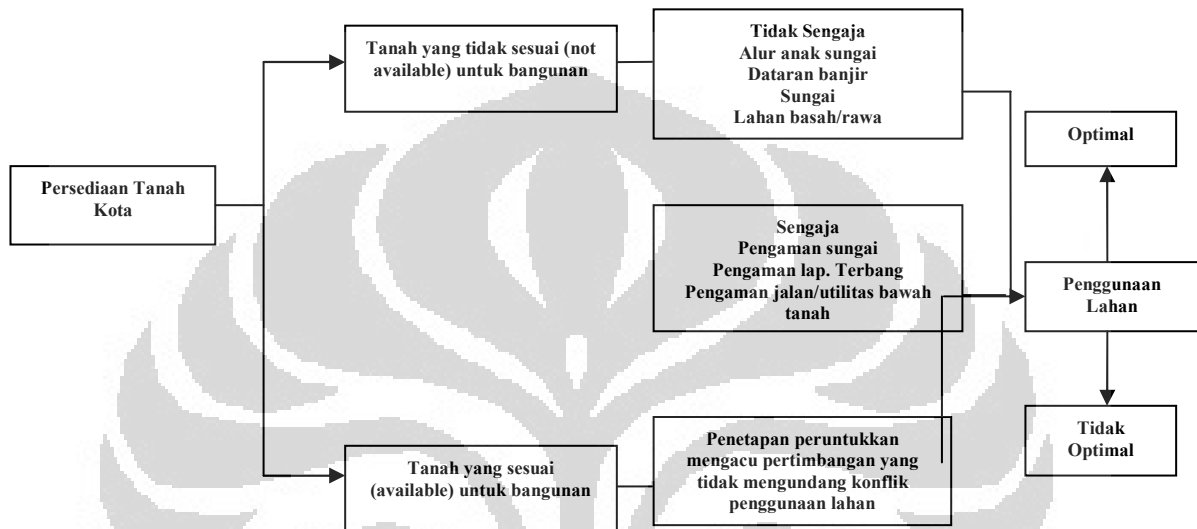 Persediaan Tanah
Kota
Tanah yang tidak sesuai (not
available) untuk bangunan
Tidak Sengaja
Alur anak sungai
Dataran banjir
Sungai
Lahan basah/rawa
Sengaja
Pengaman sungai
Pengaman lap. Terbang
Pengaman jalan/utilitas bawah
tanah
Tanah yang sesuai
(available) untuk bangunan
Penetapan peruntukkan
mengacu pertimbangan yang
tidak mengundang konflik
penggunaan lahan
Optimal
Penggunaan
Lahan
Tidak
Optimal